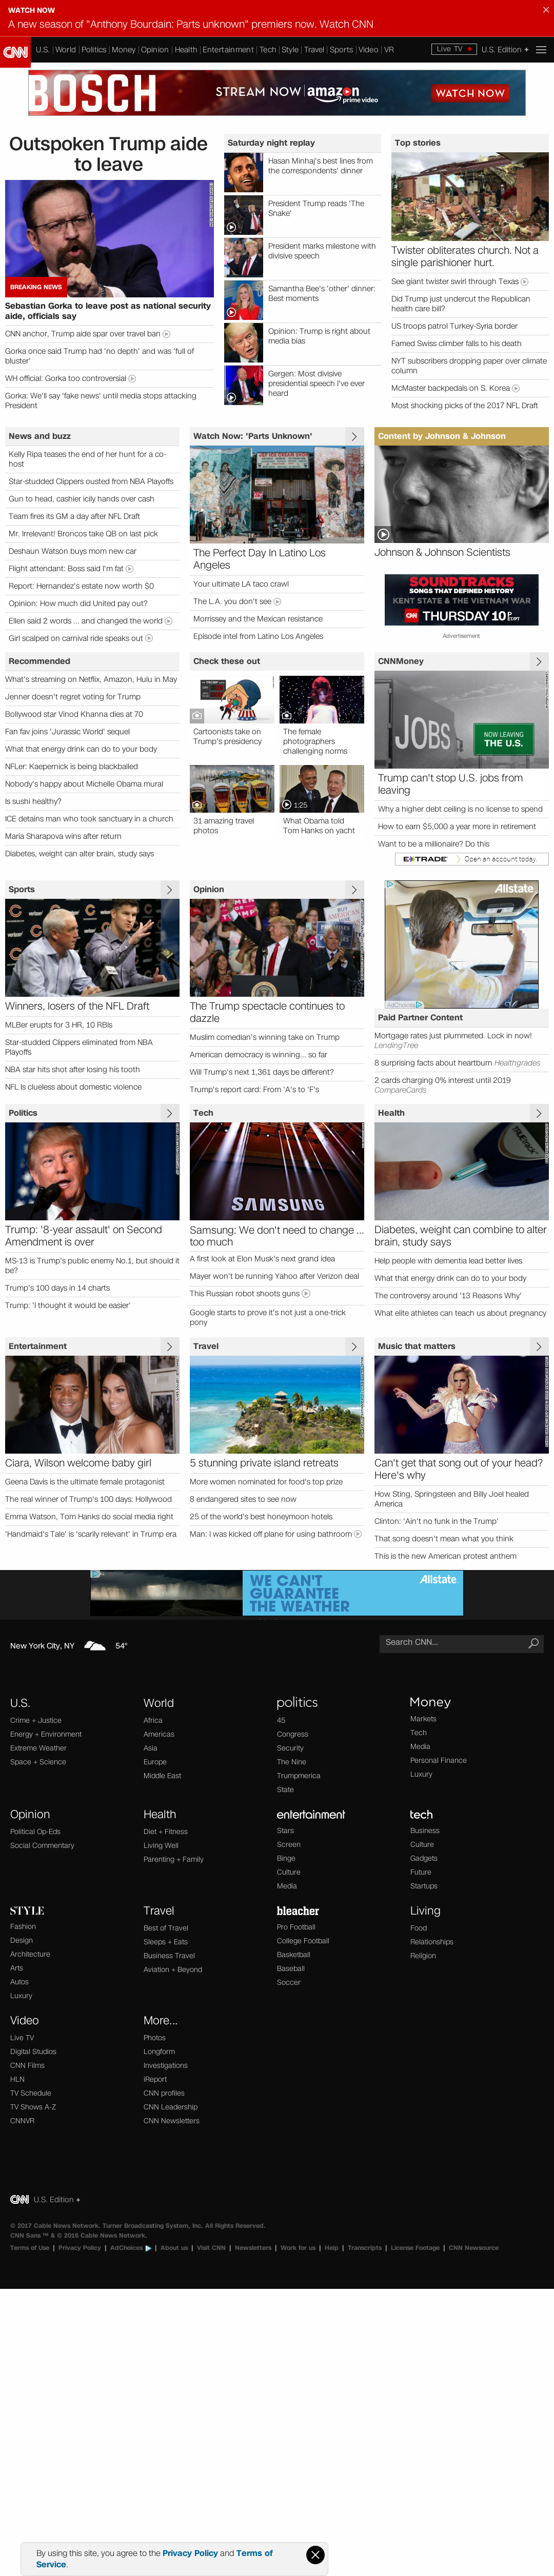 WATCH NOW
A new season of "Anthony Bourdain: Parts unknown" premiers now. Watch CNN
CNN
U.S. | World | Politics | Money | Opinion | Health | Entertainment | Tech | Style | Travel | Sports | Video | VR
Live TV
U.S. Edition +
BOSCH
STREAM NOW
amazon
prime video
WATCH NOW
Outspoken Trump aide
to leave
BREAKING NEWS
Sebastian Gorka to leave post as national security
aide, officials say
CNN anchor, Trump aide spar over travel ban
Gorka once said Trump had 'no depth' and was 'full of
bluster'
WH official: Gorka too controversial
Gorka: We'll say 'fake news' until media stops attacking
President
Saturday night replay
Hasan Minhaj's best lines from
the correspondents' dinner
President Trump reads 'The
Snake'
President marks milestone with
divisive speech
Samantha Bee's 'other' dinner:
Best moments
Opinion: Trump is right about
media bias
Gergen: Most divisive
presidential speech I've ever
heard
Top stories
Twister obliterates church. Not a
single parishioner hurt.
See giant twister swirl through Texas
Did Trump just undercut the Republican
health care bill?
US troops patrol Turkey-Syria border
Famed Swiss climber falls to his death
NYT subscribers dropping paper over climate
column
McMaster backpedals on S. Korea
Most shocking picks of the 2017 NFL Draft
News and buzz
Kelly Ripa teases the end of her hunt for a co-
host
Star-studded Clippers ousted from NBA Playoffs
Gun to head, cashier icily hands over cash
Team fires its GM a day after NFL Draft
Mr. Irrelevant! Broncos take QB on last pick
Deshaun Watson buys mom new car
Flight attendant: Boss said I'm fat
Report: Hernandez's estate now worth $0
Opinion: How much did United pay out?
Ellen said 2 words ... and changed the world
Girl scalped on carnival ride speaks out
Watch Now: 'Parts Unknown'
The Perfect Day In Latino Los
Angeles
Your ultimate LA taco crawl
The L.A. you don't see
Morrissey and the Mexican resistance
Episode intel from Latino Los Angeles
Content by Johnson & Johnson
Johnson & Johnson Scientists
SOUNDTRACKS
SONGS THAT DEFINED HISTORY
KENT STATE & THE VIETNAM WAR
CNN THURSDAY 10P ET/PT
Advertisement
Recommended
What's streaming on Netflix, Amazon, Hulu in May
Jenner doesn't regret voting for Trump
Bollywood star Vinod Khanna dies at 70
Fan fav joins 'Jurassic World' sequel
What that energy drink can do to your body
NFLer: Kaepernick is being blackballed
Nobody's happy about Michelle Obama mural
Is sushi healthy?
ICE detains man who took sanctuary in a church
Maria Sharapova wins after return
Diabetes, weight can alter brain, study says
Check these out
Cartoonists take on
Trump's presidency
The female
photographers
challenging norms
1:25
31 amazing travel
photos
What Obama told
Tom Hanks on yacht
CNNMoney
JOBS
NOW LEAVING
THE U.S.
Trump can't stop U.S. jobs from
leaving
Why a higher debt ceiling is no license to spend
How to earn $5,000 a year more in retirement
Want to be a millionaire? Do this
E*TRADE
Open an account today.
Sports
Winners, losers of the NFL Draft
MLBer erupts for 3 HR, 10 RBIs
Star-studded Clippers eliminated from NBA
Playoffs
NBA star hits shot after losing his tooth
NFL Is clueless about domestic violence
Opinion
The Trump spectacle continues to
dazzle
Muslim comedian's winning take on Trump
American democracy is winning... so far
Will Trump's next 1,361 days be different?
Trump's report card: From 'A's to 'F's
Allstate
AdChoices
Paid Partner Content
Mortgage rates just plummeted. Lock in now!
LendingTree
8 surprising facts about heartburn Healthgrades
2 cards charging 0% interest until 2019
CompareCards
Politics
Trump: '8-year assault' on Second
Amendment is over
MS-13 is Trump's public enemy No.1, but should it
be?
Trump's 100 days in 14 charts
Trump: 'I thought it would be easier'
Tech
SAMSUNG
Samsung: We don't need to change ...
too much
A first look at Elon Musk's next grand idea
Mayer won't be running Yahoo after Verizon deal
This Russian robot shoots guns
Google starts to prove it's not just a one-trick
pony
Health
Diabetes, weight can combine to alter
brain, study says
Help people with dementia lead better lives
What that energy drink can do to your body
The controversy around '13 Reasons Why'
What elite athletes can teach us about pregnancy
Entertainment
Ciara, Wilson welcome baby girl
Geena Davis is the ultimate female protagonist
The real winner of Trump's 100 days: Hollywood
Emma Watson, Tom Hanks do social media right
'Handmaid's Tale' is 'scarily relevant' in Trump era
Travel
5 stunning private island retreats
More women nominated for food's top prize
8 endangered sites to see now
25 of the world's best honeymoon hotels
Man: I was kicked off plane for using bathroom
Music that matters
Can't get that song out of your head?
Here's why
How Sting, Springsteen and Billy Joel healed
America
Clinton: 'Ain't no funk in the Trump'
That song doesn't mean what you think
This is the new American protest anthem
WE CAN'T
GUARANTEE
THE WEATHER
Allstate
New York City, NY
54°
Search CNN...
U.S.
Crime + Justice
Energy + Environment
Extreme Weather
Space + Science
World
Africa
Americas
Asia
Europe
Middle East
politics
45
Congress
Security
The Nine
Trumpmerica
State
Money
Markets
Tech
Media
Personal Finance
Luxury
Opinion
Political Op-Eds
Social Commentary
Health
Diet + Fitness
Living Well
Parenting + Family
entertainment
Stars
Screen
Binge
Culture
Media
tech
Business
Culture
Gadgets
Future
Startups
STYLE
Fashion
Design
Architecture
Arts
Autos
Luxury
Travel
Best of Travel
Sleeps + Eats
Business Travel
Aviation + Beyond
bleacher
Pro Football
College Football
Basketball
Baseball
Soccer
Living
Food
Relationships
Religion
Video
Live TV
Digital Studios
CNN Films
HLN
TV Schedule
TV Shows A-Z
CNNVR
More...
Photos
Longform
Investigations
iReport
CNN profiles
CNN Leadership
CNN Newsletters
CNN U.S. Edition +
© 2017 Cable News Network. Turner Broadcasting System, Inc. All Rights Reserved.
CNN Sans ™ & © 2016 Cable News Network.
Terms of Use | Privacy Policy | AdChoices | About us | Visit CNN | Newsletters | Work for us | Help | Transcripts | License Footage | CNN Newsource
By using this site, you agree to the Privacy Policy and Terms of
Service.